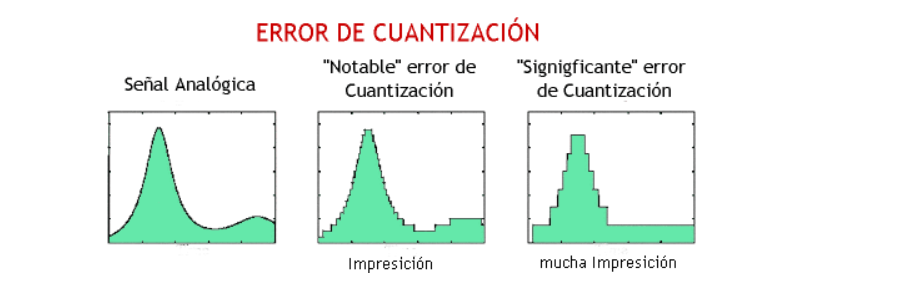 ERROR DE CUANTIZACIÓN
Señal Analógica
"Notable" error de
Cuantización
"Signigficante" error
de Cuantización
Impresición
mucha Impresición